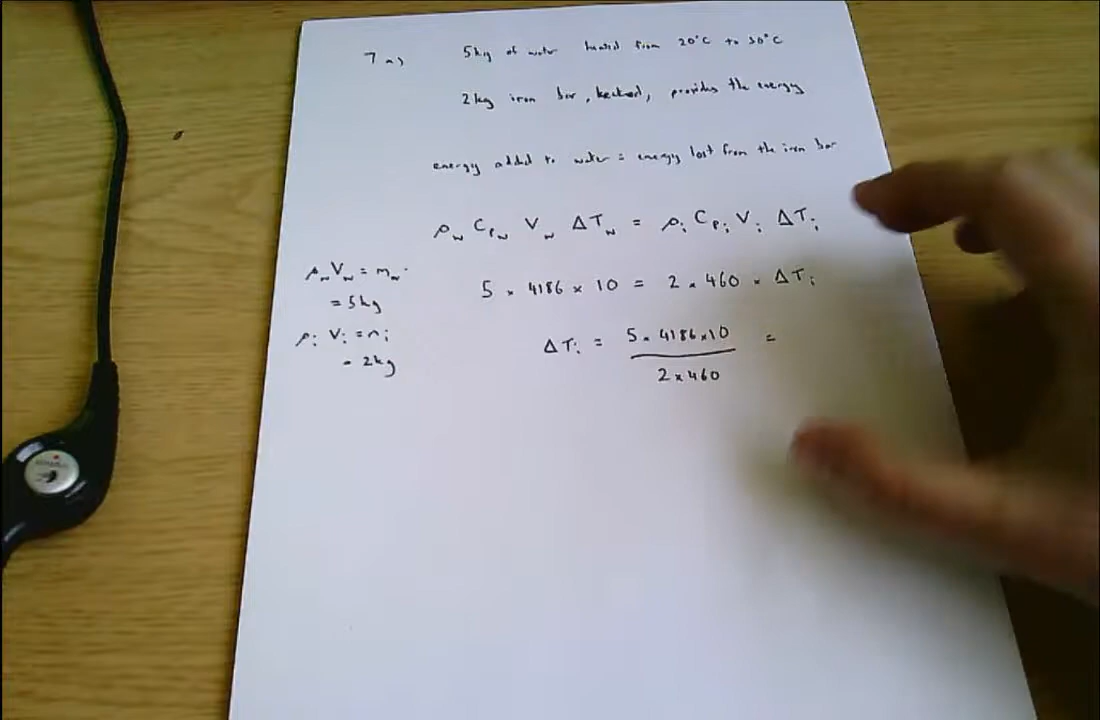 7 a) 5kg of water heated from 20°C to 30°C
2kg iron bar, heated, provides the energy
energy added to water = energy lost from the iron bar
ρw Cpw Vw ΔTw = ρi Cpi Vi ΔTi
ρw Vw = mw
= 5kg
5 × 4186 × 10 = 2 × 460 × ΔTi
ρi Vi = mi
= 2kg
ΔTi = 5 × 4186 × 10 / 2 × 460 =